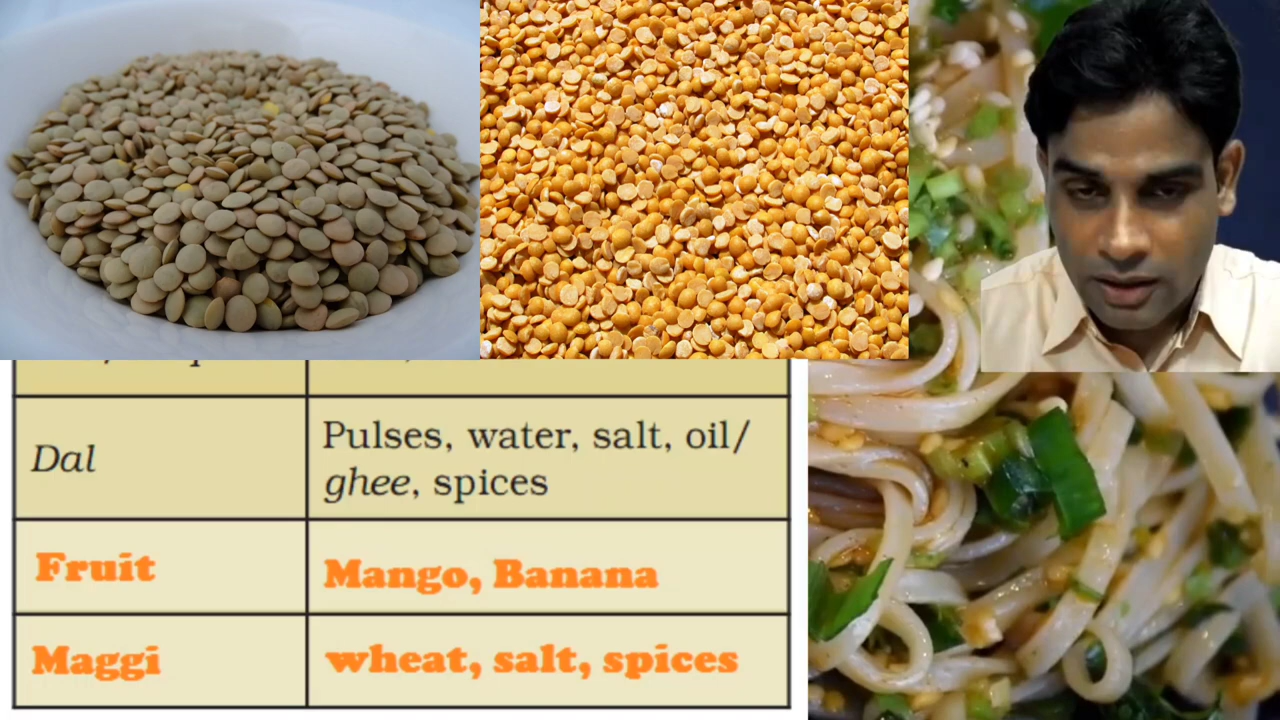 Dal
Pulses, water, salt, oil/
ghee, spices
Fruit
Mango, Banana
Maggi
wheat, salt, spices